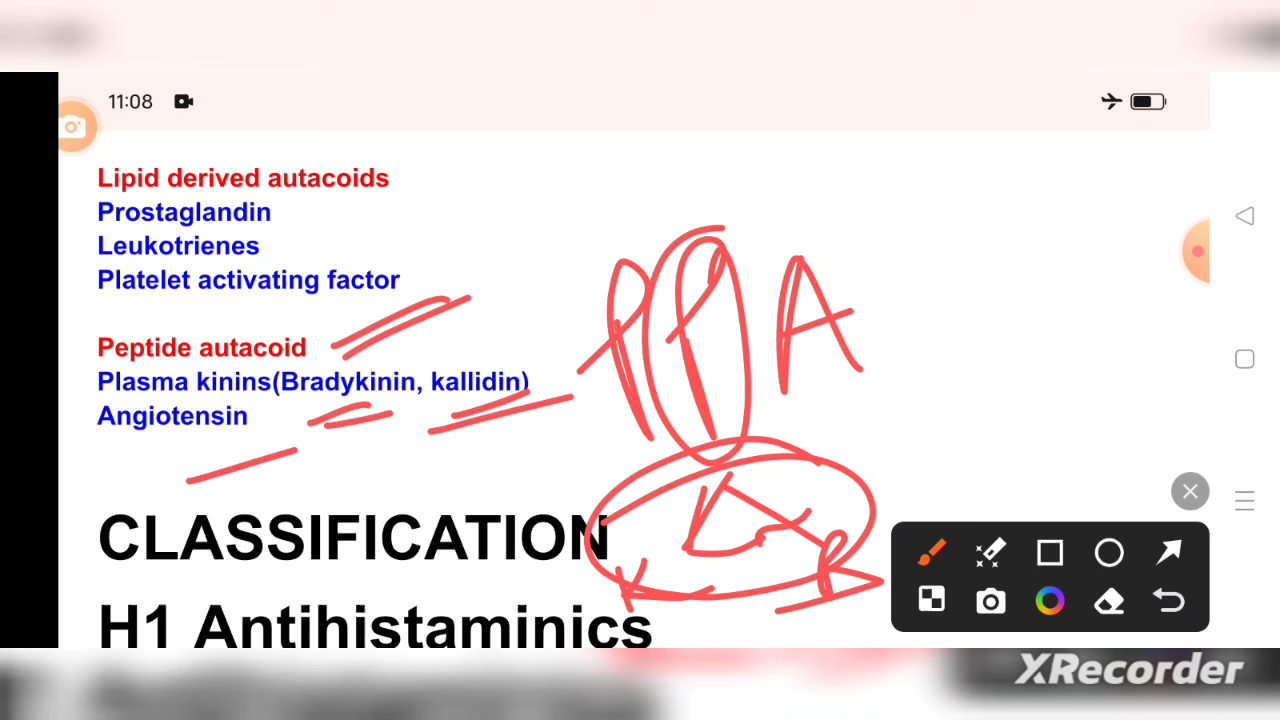 11:08
Lipid derived autacoids
Prostaglandin
Leukotrienes
Platelet activating factor
Peptide autacoid
Plasma kinins(Bradykinin, kallidin)
Angiotensin
P P A
K
K B
CLASSIFICATION
H1 Antihistaminics
XRecorder